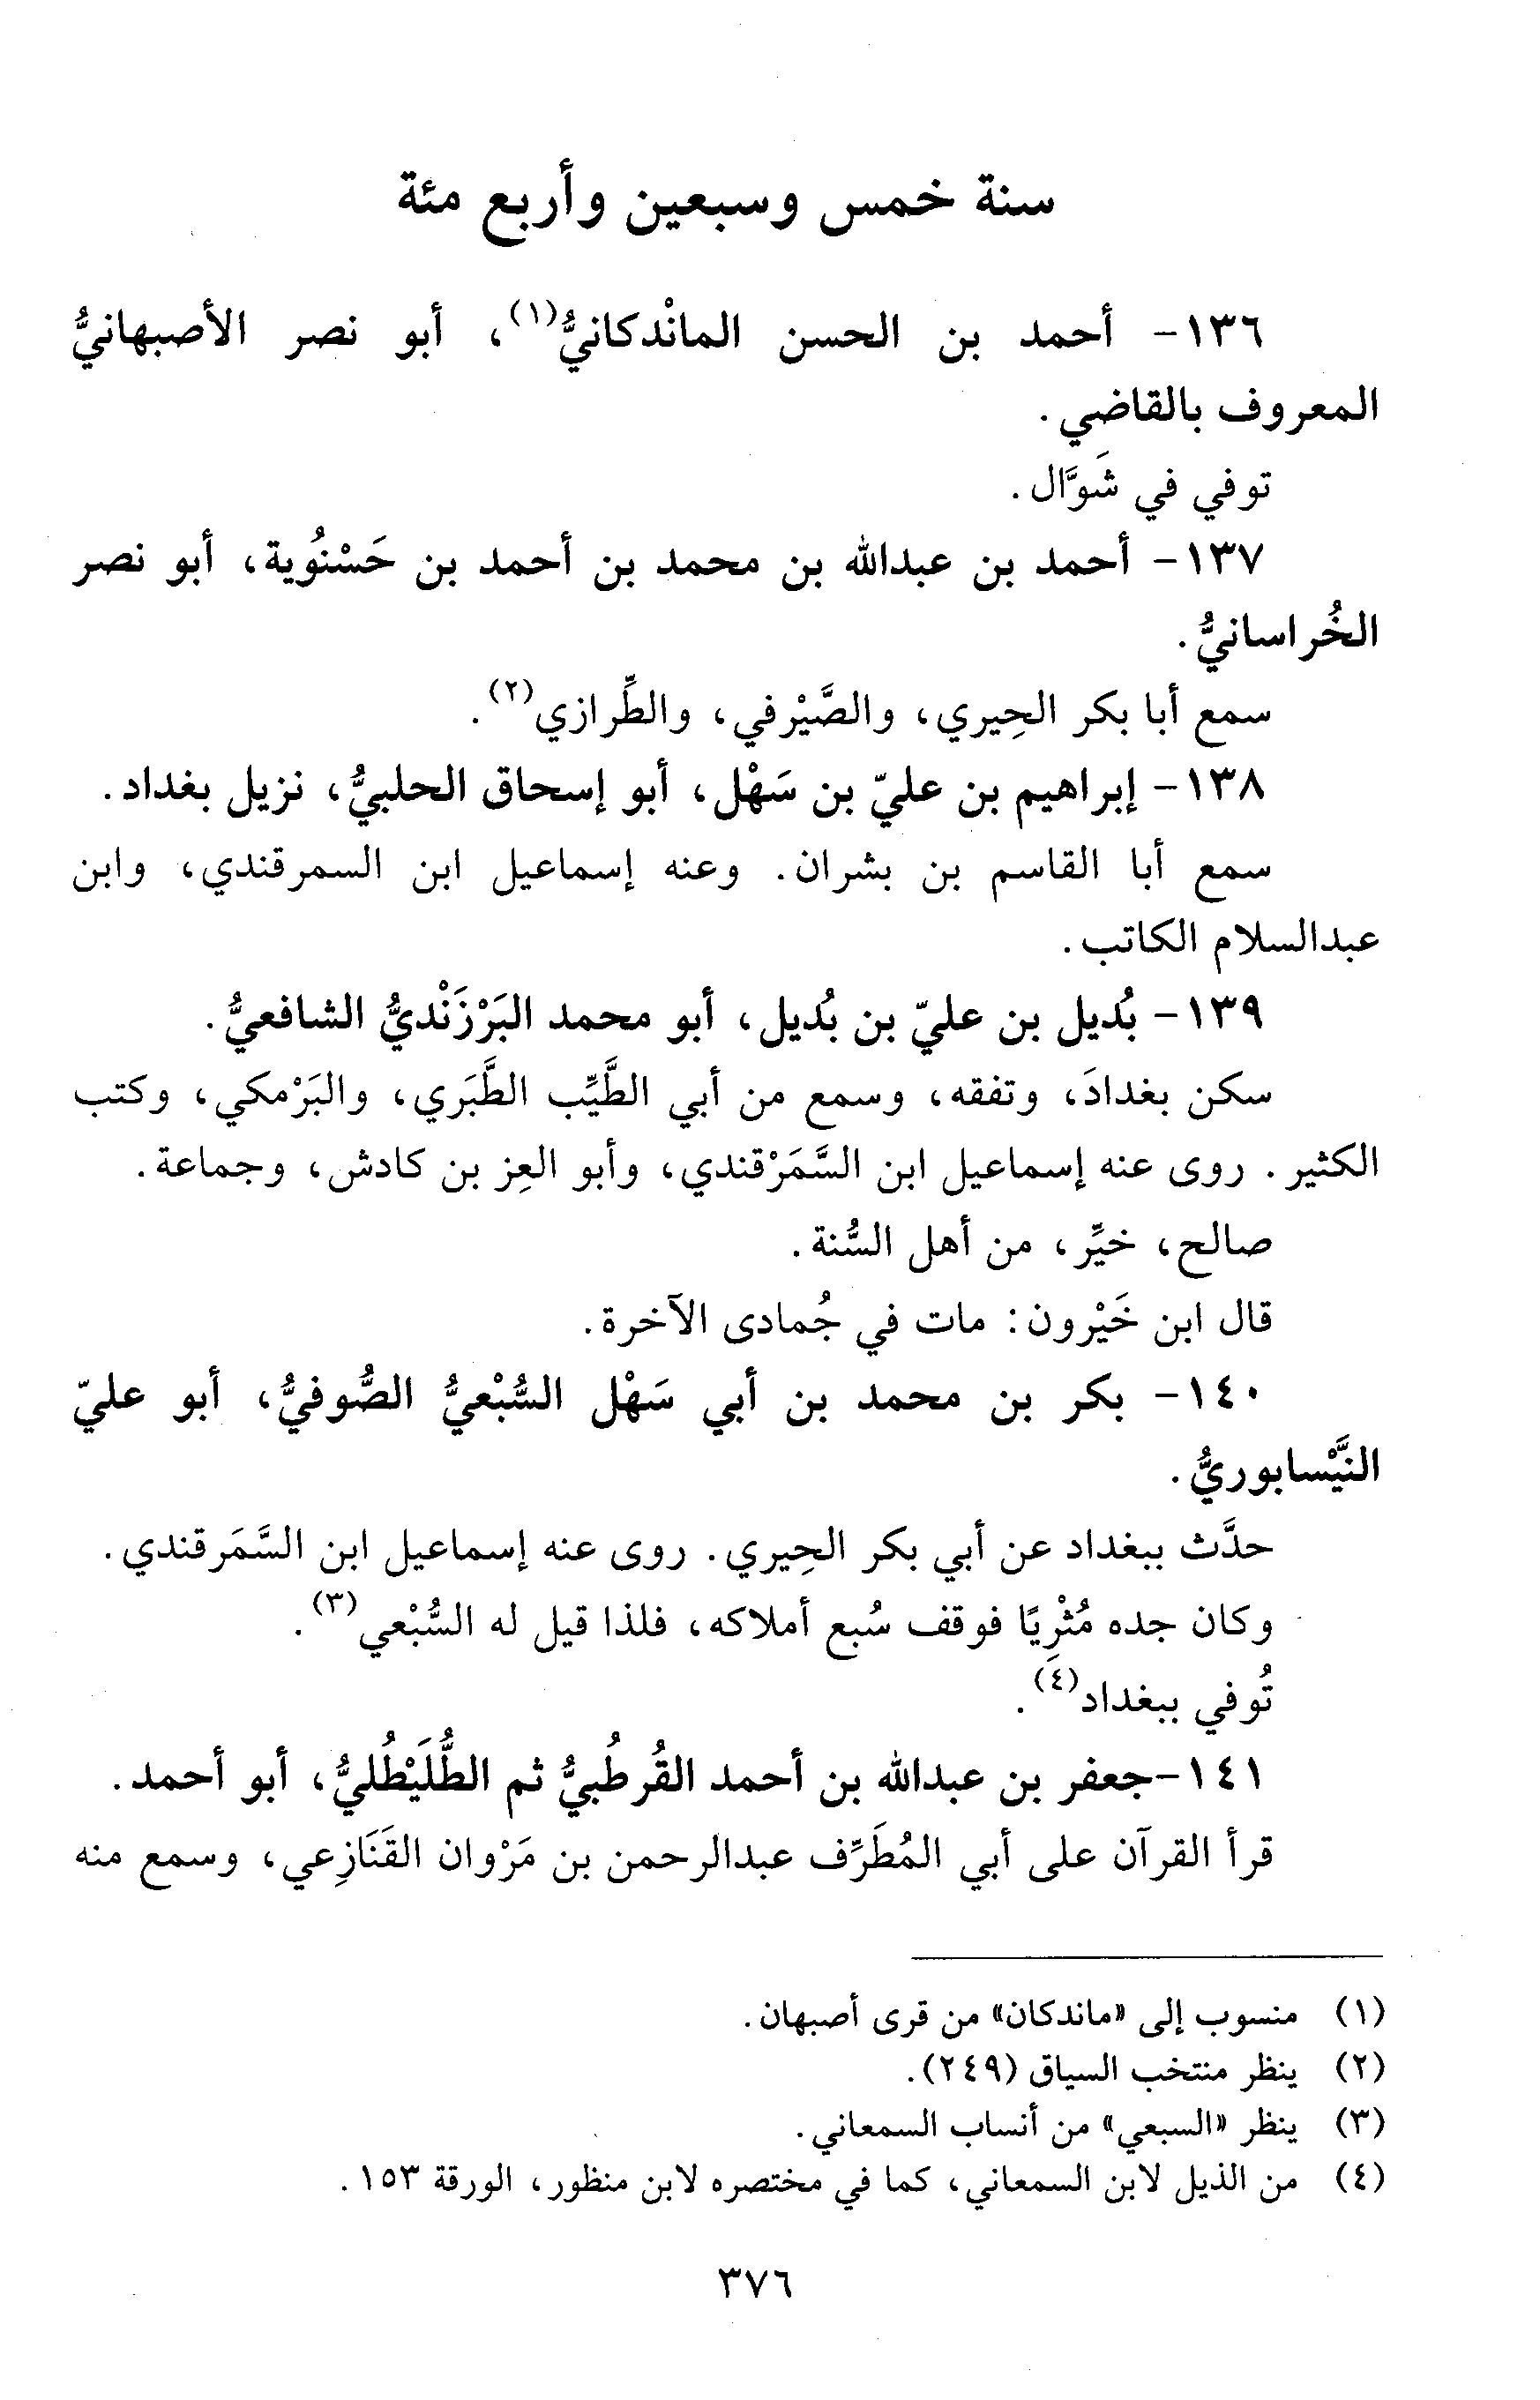 سنة خمس وسبعين وأربع مئة
١٣٦- أحمد بن الحسن المانْدكانيُّ(١)، أبو نصر الأصبهانيُّ
المعروف بالقاضي.
توفي في شَوَّال.
١٣٧- أحمد بن عبدالله بن محمد بن أحمد بن حَسْنُوية، أبو نصر
الخُراسانيُّ.
سمع أبا بكر الحِيري، والصَّيْرفي، والطِّرازي(٢).
١٣٨- إبراهيم بن عليّ بن سَهْل، أبو إسحاق الحلبيُّ، نزيل بغداد.
سمع أبا القاسم بن بشران. وعنه إسماعيل ابن السمرقندي، وابن
عبدالسلام الكاتب.
١٣٩- بُديل بن عليّ بن بُديل، أبو محمد البَرْزَنْديُّ الشافعيُّ.
سكن بغدادَ، وتفقه، وسمع من أبي الطَّيِّب الطَّبَري، والبَرْمكي، وكتب
الكثير. روى عنه إسماعيل ابن السَّمَرْقندي، وأبو العِز بن كادش، وجماعة.
صالح، خيِّر، من أهل السُّنة.
قال ابن خَيْرون: مات في جُمادى الآخرة.
١٤٠- بكر بن محمد بن أبي سَهْل السُّبْعيُّ الصُّوفيُّ، أبو عليّ
النَّيْسابوريُّ.
حدَّث ببغداد عن أبي بكر الحِيري. روى عنه إسماعيل ابن السَّمَرقندي.
وكان جده مُثْرِيًا فوقف سُبع أملاكه، فلذا قيل له السُّبْعي(٣).
تُوفي ببغداد(٤).
١٤١-جعفر بن عبدالله بن أحمد القُرطُبيُّ ثم الطُّلَيْطُليُّ، أبو أحمد.
قرأ القرآن على أبي المُطَرِّف عبدالرحمن بن مَرْوان القَنَازِعي، وسمع منه
(١) منسوب إلى «ماندكان» من قرى أصبهان.
(٢) ينظر منتخب السياق (٢٤٩).
(٣) ينظر «السبعي» من أنساب السمعاني.
(٤) من الذيل لابن السمعاني، كما في مختصره لابن منظور، الورقة ١٥٣.
٣٧٦